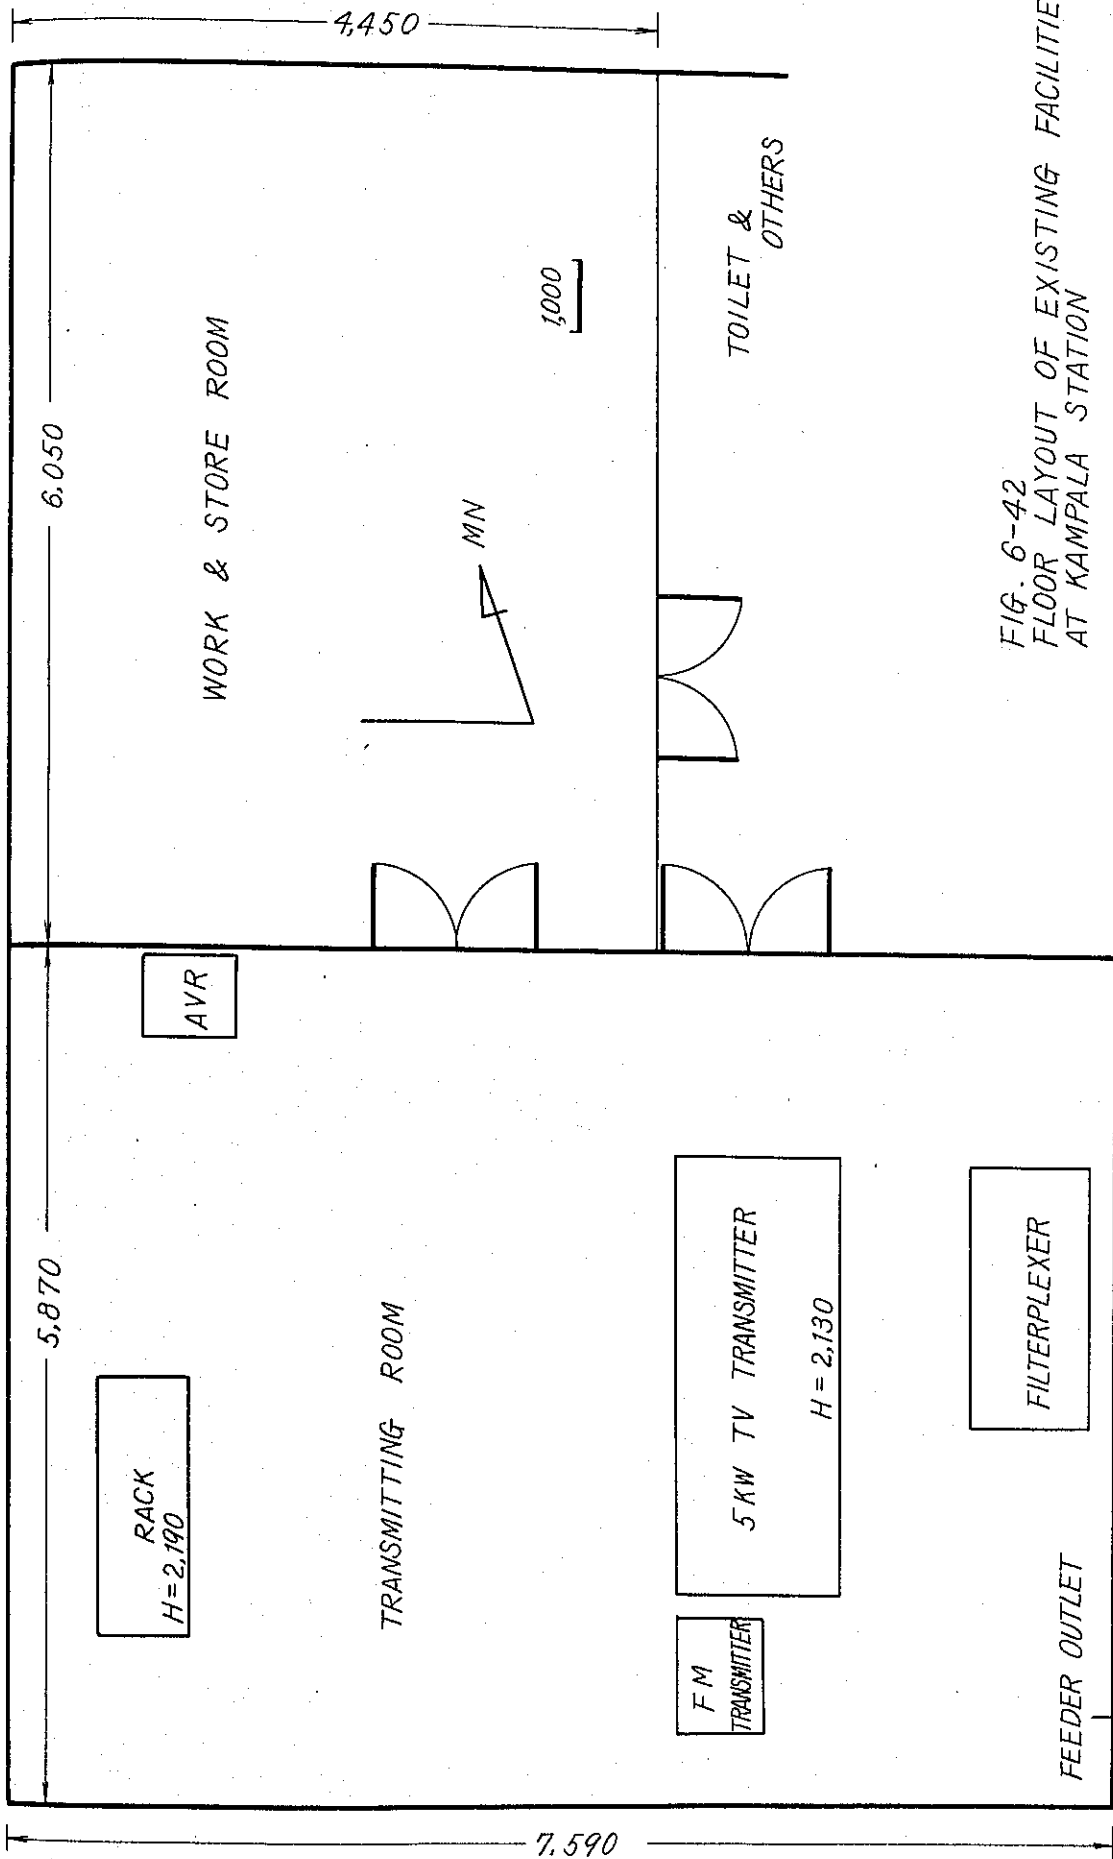 4,450
6.050
WORK & STORE ROOM
1,000
MN
TOILET &
OTHERS
5,870
AVR
RACK
H=2,190
TRANSMITTING ROOM
5 KW TV TRANSMITTER
H=2,130
FM
TRANSMITTER
FILTERPLEXER
FEEDER OUTLET
7.590
FIG. 6-42
FLOOR LAYOUT OF EXISTING FACILITIE
AT KAMPALA STATION